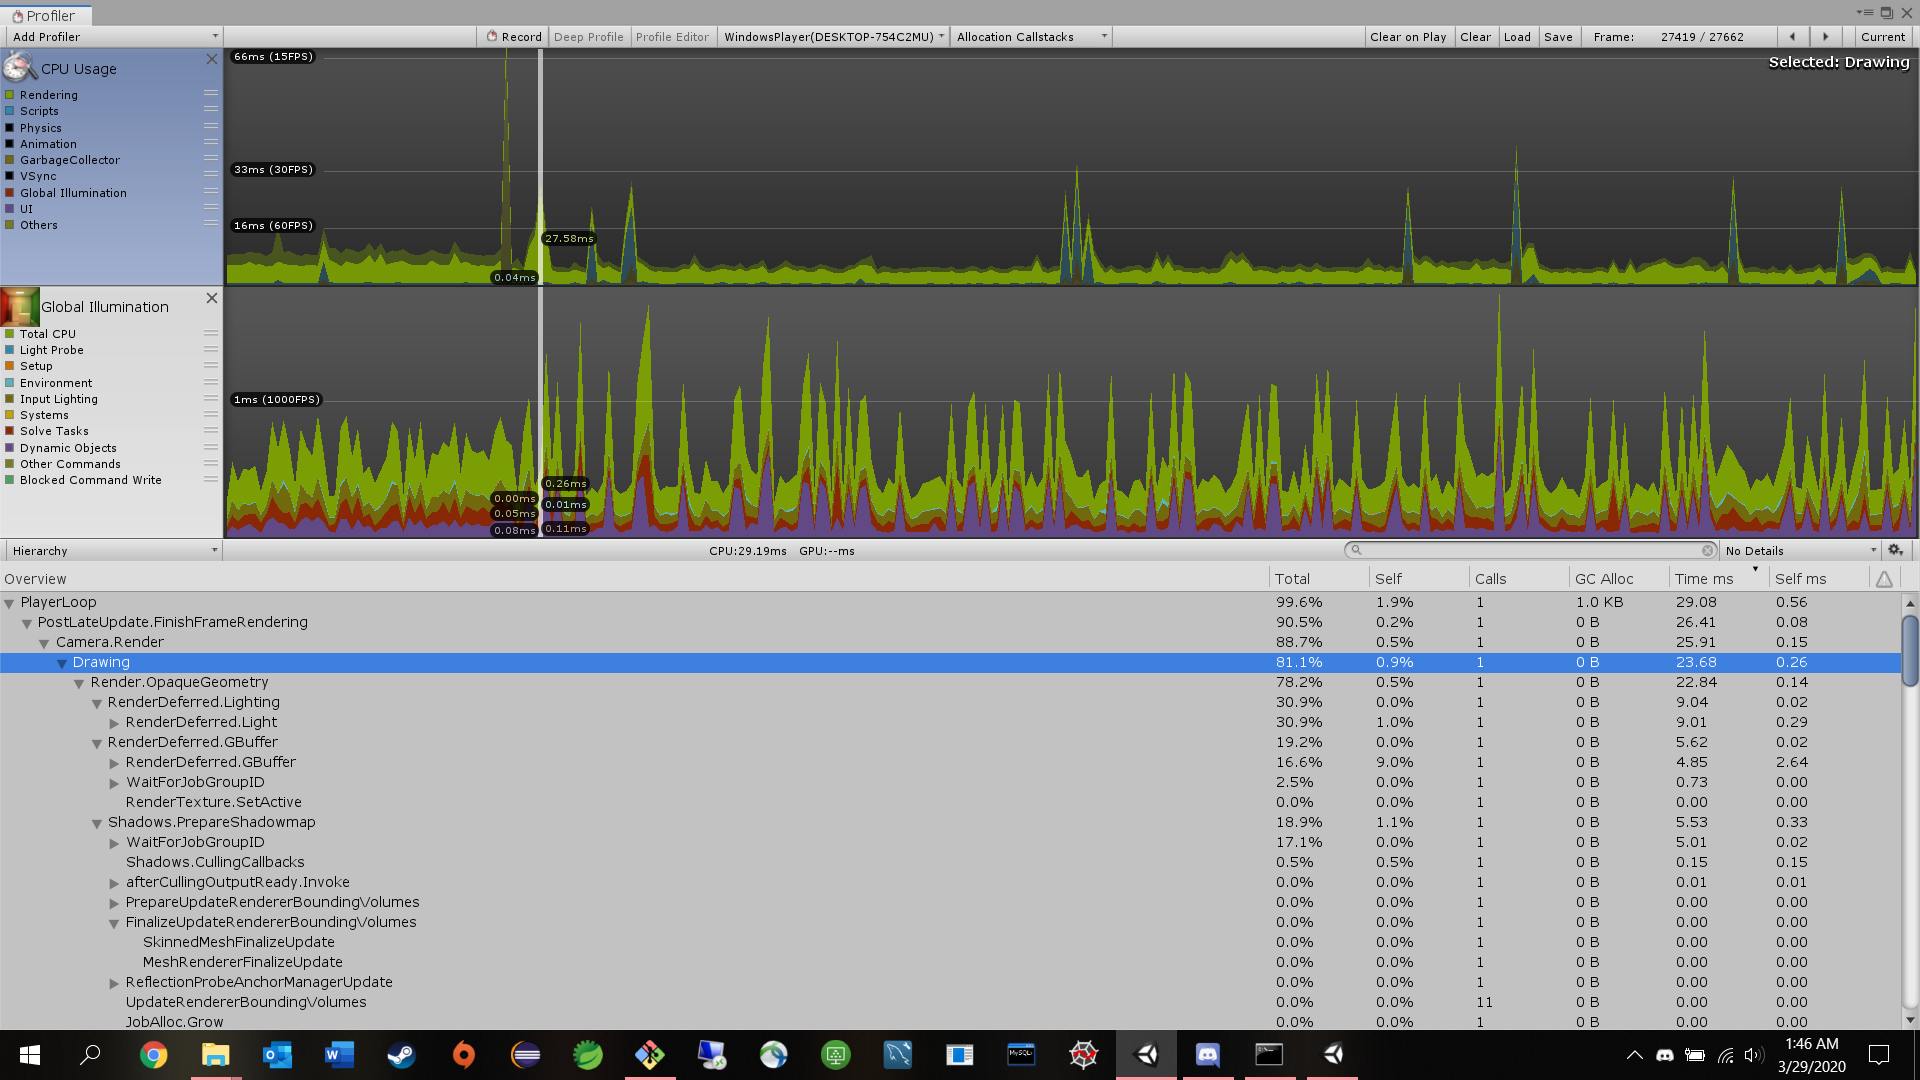 Profiler
Add Profiler Record Deep Profile Profile Editor WindowsPlayer(DESKTOP-754C2MU) Allocation Callstacks Clear on Play Clear Load Save Frame: 27419 / 27662 Current
CPU Usage
Rendering
Scripts
Physics
Animation
GarbageCollector
VSync
Global Illumination
UI
Others
66ms (15FPS)
Selected: Drawing
33ms (30FPS)
16ms (60FPS)
27.58ms
0.04ms
Global Illumination
Total CPU
Light Probe
Setup
Environment
Input Lighting
Systems
Solve Tasks
Dynamic Objects
Other Commands
Blocked Command Write
1ms (1000FPS)
0.26ms
0.00ms
0.01ms
0.05ms
0.11ms
0.08ms
Hierarchy CPU:29.19ms GPU:--ms No Details
Overview Total Self Calls GC Alloc Time ms Self ms
PlayerLoop 99.6% 1.9% 1 1.0 KB 29.08 0.56
PostLateUpdate.FinishFrameRendering 90.5% 0.2% 1 0 B 26.41 0.08
Camera.Render 88.7% 0.5% 1 0 B 25.91 0.15
Drawing 81.1% 0.9% 1 0 B 23.68 0.26
Render.OpaqueGeometry 78.2% 0.5% 1 0 B 22.84 0.14
RenderDeferred.Lighting 30.9% 0.0% 1 0 B 9.04 0.02
RenderDeferred.Light 30.9% 1.0% 1 0 B 9.01 0.29
RenderDeferred.GBuffer 19.2% 0.0% 1 0 B 5.62 0.02
RenderDeferred.GBuffer 16.6% 9.0% 1 0 B 4.85 2.64
WaitForJobGroupID 2.5% 0.0% 1 0 B 0.73 0.00
RenderTexture.SetActive 0.0% 0.0% 1 0 B 0.00 0.00
Shadows.PrepareShadowmap 18.9% 1.1% 1 0 B 5.53 0.33
WaitForJobGroupID 17.1% 0.0% 1 0 B 5.01 0.02
Shadows.CullingCallbacks 0.5% 0.5% 1 0 B 0.15 0.15
afterCullingOutputReady.Invoke 0.0% 0.0% 1 0 B 0.01 0.01
PrepareUpdateRendererBoundingVolumes 0.0% 0.0% 1 0 B 0.00 0.00
FinalizeUpdateRendererBoundingVolumes 0.0% 0.0% 1 0 B 0.00 0.00
SkinnedMeshFinalizeUpdate 0.0% 0.0% 1 0 B 0.00 0.00
MeshRendererFinalizeUpdate 0.0% 0.0% 1 0 B 0.00 0.00
ReflectionProbeAnchorManagerUpdate 0.0% 0.0% 1 0 B 0.00 0.00
UpdateRendererBoundingVolumes 0.0% 0.0% 11 0 B 0.00 0.00
JobAlloc.Grow 0.0% 0.0% 1 0 B 0.00 0.00
MySQL
1:46 AM
3/29/2020